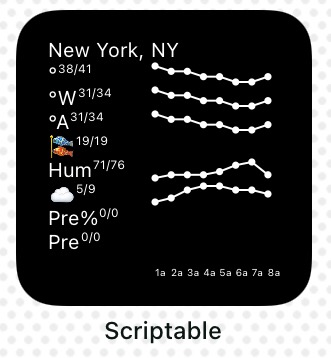 New York, NY
°38/41
°W31/34
°A31/34
🎏19/19
Hum71/76
☁️5/9
Pre%0/0
Pre0/0
1a 2a 3a 4a 5a 6a 7a 8a
Scriptable